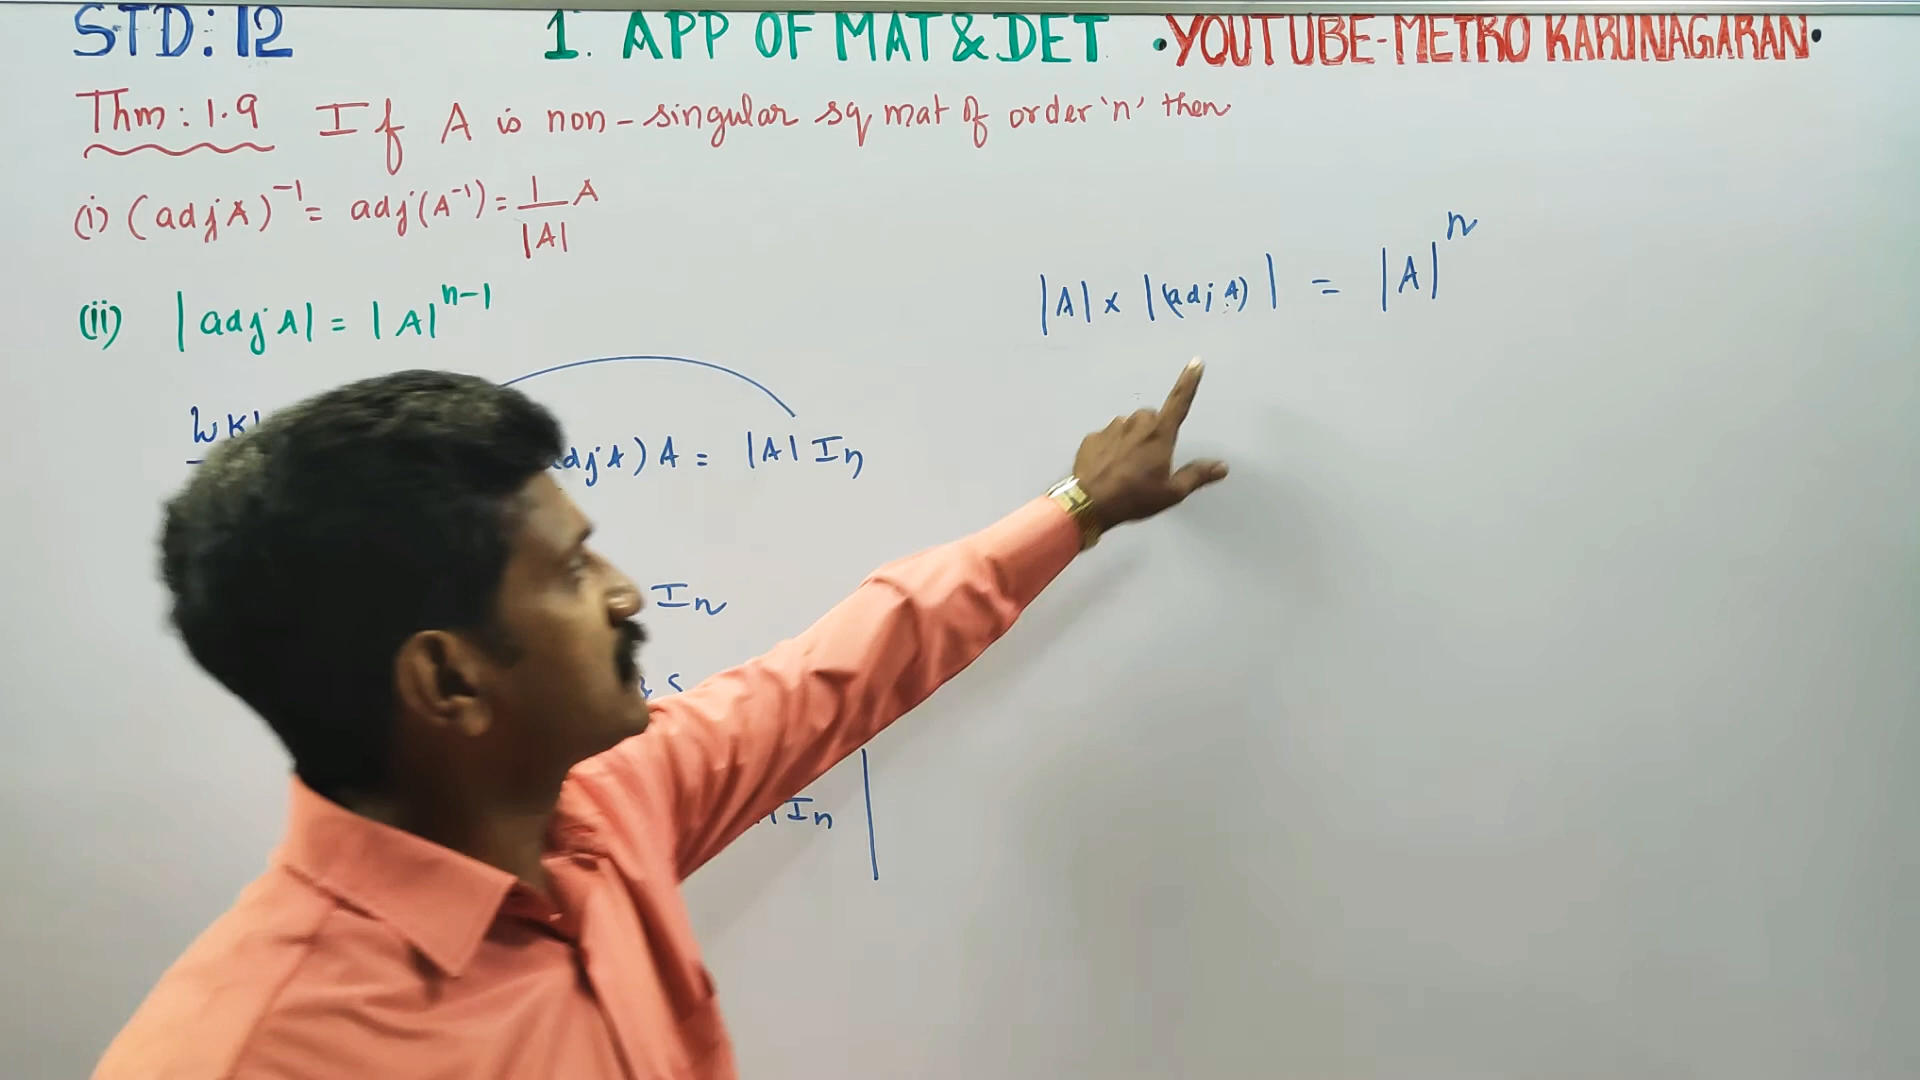 STD: 12 1. APP OF MAT & DET •YOUTUBE-METRO KARUNAGARAN•
Thm: 1.9 If A is non-singular sq mat of order 'n' then
(i) (adj A)⁻¹ = adj(A⁻¹) = 1/|A| A
(ii) |adj A| = |A|ⁿ⁻¹
adj A) A = |A| Iₙ
Iₙ
Iₙ |
|A| × |(adj A)| = |A|ⁿ